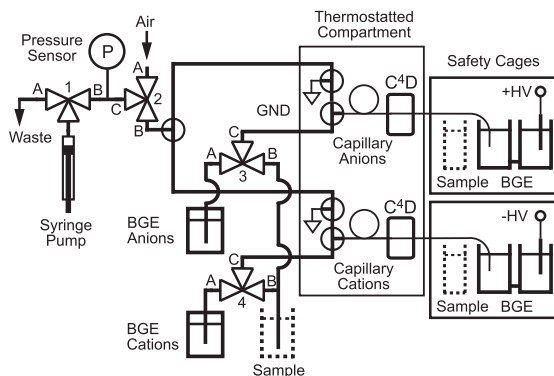 Thermostatted
Compartment
Air
Pressure
Sensor
P
A
1
B
C
A
2
B
Waste
Syringe
Pump
GND
C⁴D
Capillary
Anions
Safety Cages
+HV
Sample
BGE
C
A
B
3
BGE
Anions
C⁴D
Capillary
Cations
-HV
Sample
BGE
C
A
B
4
BGE
Cations
Sample